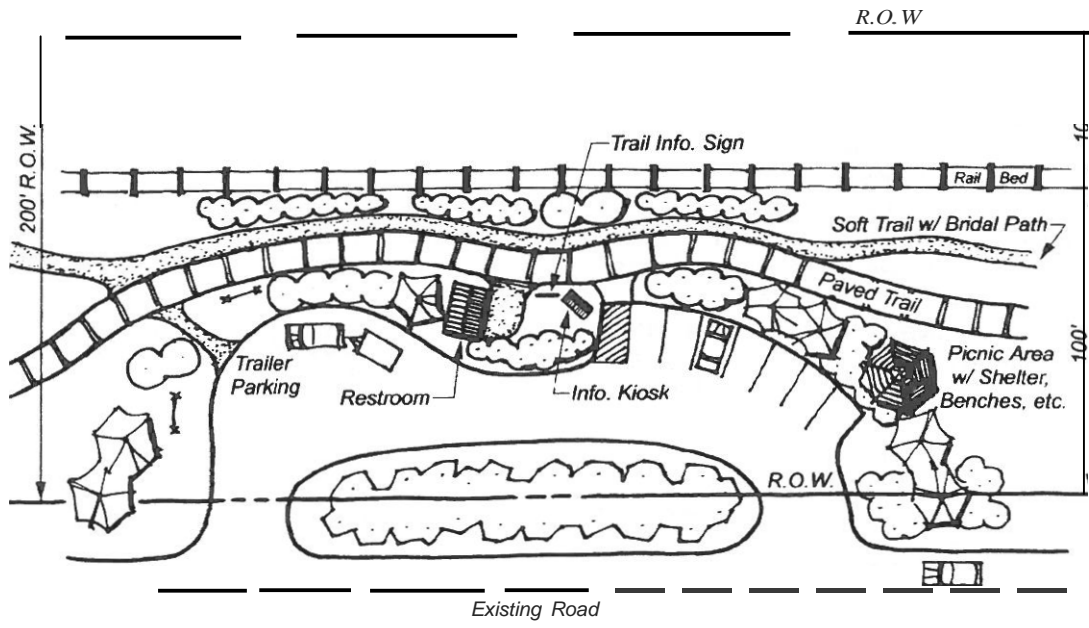 R.O.W
200' R.O.W.
Trail Info. Sign
Rail Bed
Soft Trail w/ Bridal Path
Paved Trail
Trailer
Parking
Restroom
Info. Kiosk
Picnic Area
w/ Shelter,
Benches, etc.
100'
R.O.W.
Existing Road